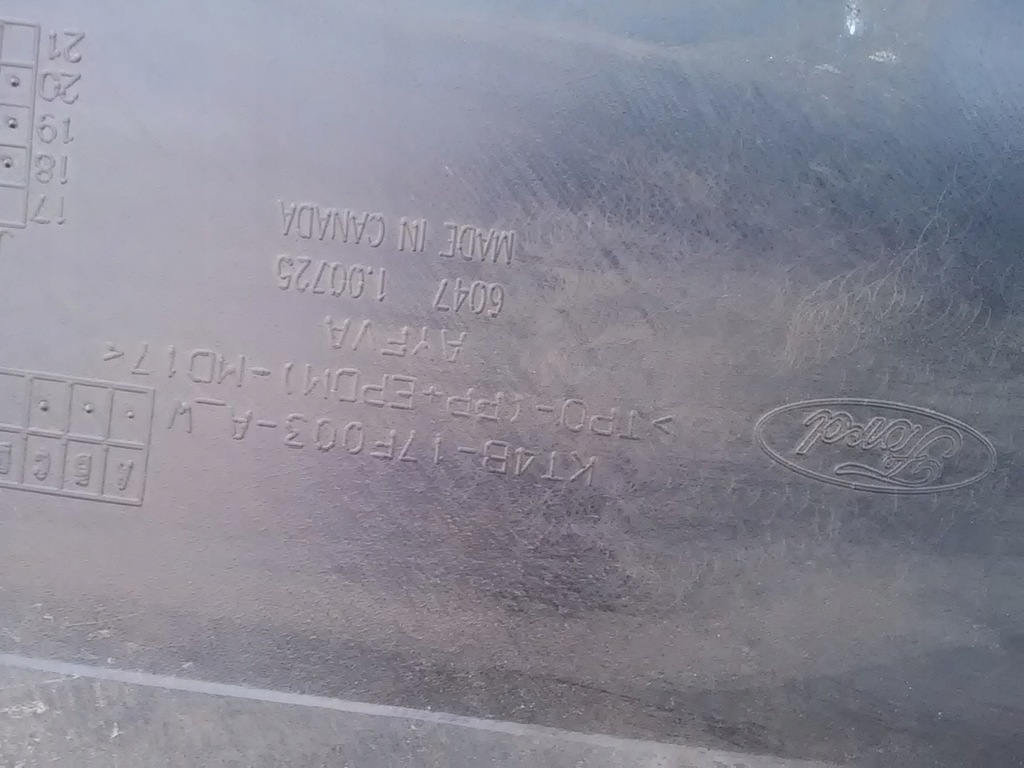 Ford
KT4B-17F003-A_W
>TPO-(PP+EPDM)-MD17<
AYFVA
6047 1.00725
MADE IN CANADA
A B C D
17
18
19
20
21